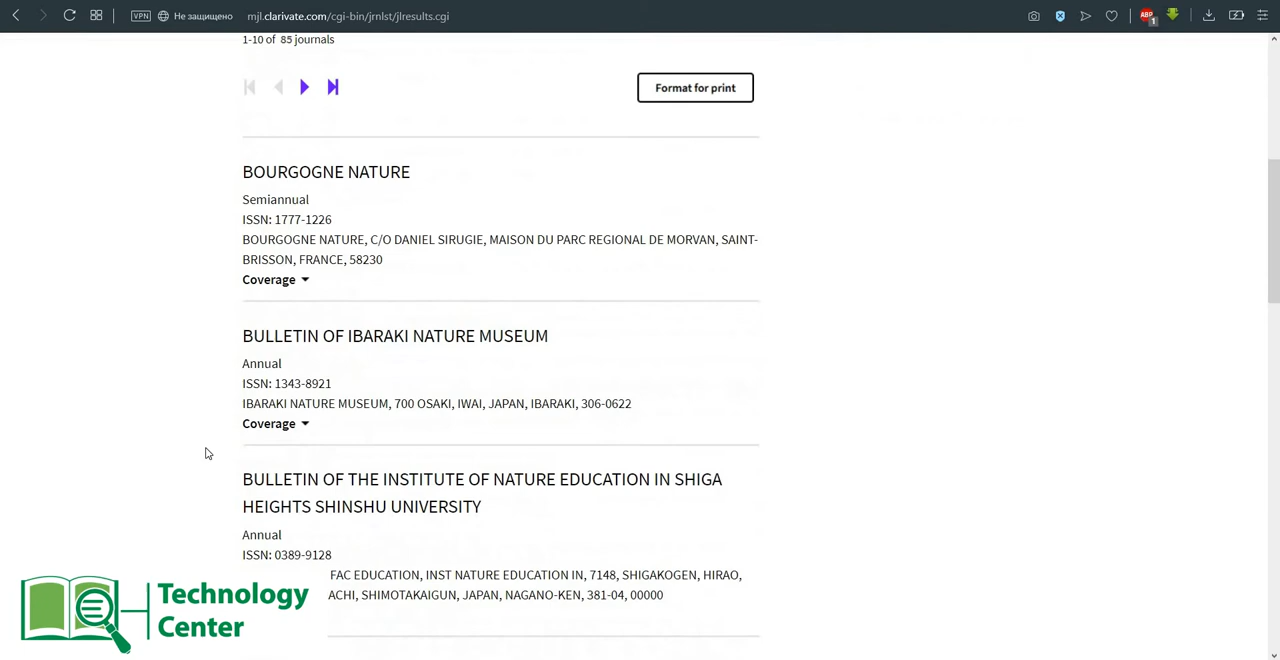 VPN Не защищено mjl.clarivate.com/cgi-bin/jrnlst/jlresults.cgi ABP 1
1-10 of 85 journals
Format for print
BOURGOGNE NATURE
Semiannual
ISSN: 1777-1226
BOURGOGNE NATURE, C/O DANIEL SIRUGIE, MAISON DU PARC REGIONAL DE MORVAN, SAINT-
BRISSON, FRANCE, 58230
Coverage
BULLETIN OF IBARAKI NATURE MUSEUM
Annual
ISSN: 1343-8921
IBARAKI NATURE MUSEUM, 700 OSAKI, IWAI, JAPAN, IBARAKI, 306-0622
Coverage
BULLETIN OF THE INSTITUTE OF NATURE EDUCATION IN SHIGA
HEIGHTS SHINSHU UNIVERSITY
Annual
ISSN: 0389-9128
FAC EDUCATION, INST NATURE EDUCATION IN, 7148, SHIGAKOGEN, HIRAO,
ACHI, SHIMOTAKAIGUN, JAPAN, NAGANO-KEN, 381-04, 00000
Technology
Center